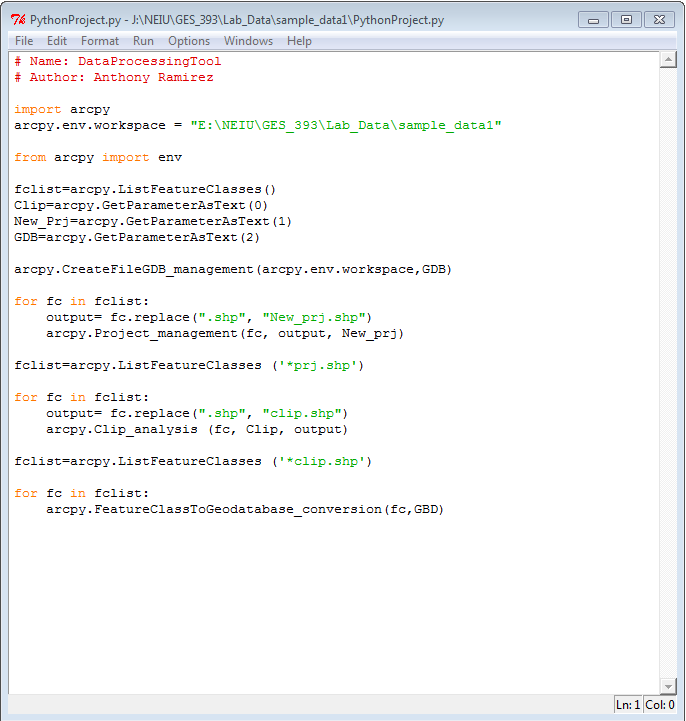 PythonProject.py - J:\NEIU\GES_393\Lab_Data\sample_data1\PythonProject.py
File Edit Format Run Options Windows Help
# Name: DataProcessingTool
# Author: Anthony Ramirez
import arcpy
arcpy.env.workspace = "E:\NEIU\GES_393\Lab_Data\sample_data1"
from arcpy import env
fclist=arcpy.ListFeatureClasses()
Clip=arcpy.GetParameterAsText(0)
New_Prj=arcpy.GetParameterAsText(1)
GDB=arcpy.GetParameterAsText(2)
arcpy.CreateFileGDB_management(arcpy.env.workspace,GDB)
for fc in fclist:
    output= fc.replace(".shp", "New_prj.shp")
    arcpy.Project_management(fc, output, New_prj)
fclist=arcpy.ListFeatureClasses ('*prj.shp')
for fc in fclist:
    output= fc.replace(".shp", "clip.shp")
    arcpy.Clip_analysis (fc, Clip, output)
fclist=arcpy.ListFeatureClasses ('*clip.shp')
for fc in fclist:
    arcpy.FeatureClassToGeodatabase_conversion(fc,GBD)
Ln: 1 Col: 0